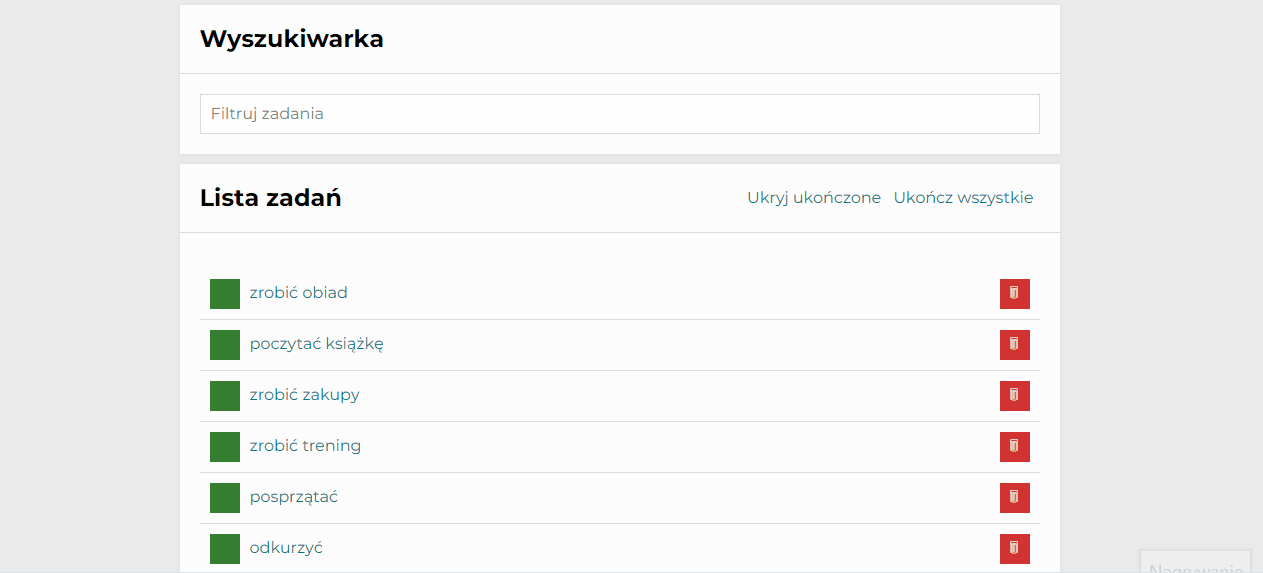 Wyszukiwarka
Filtruj zadania
Lista zadań
Ukryj ukończone Ukończ wszystkie
zrobić obiad
poczytać książkę
zrobić zakupy
zrobić trening
posprzątać
odkurzyć
Nagrywanie